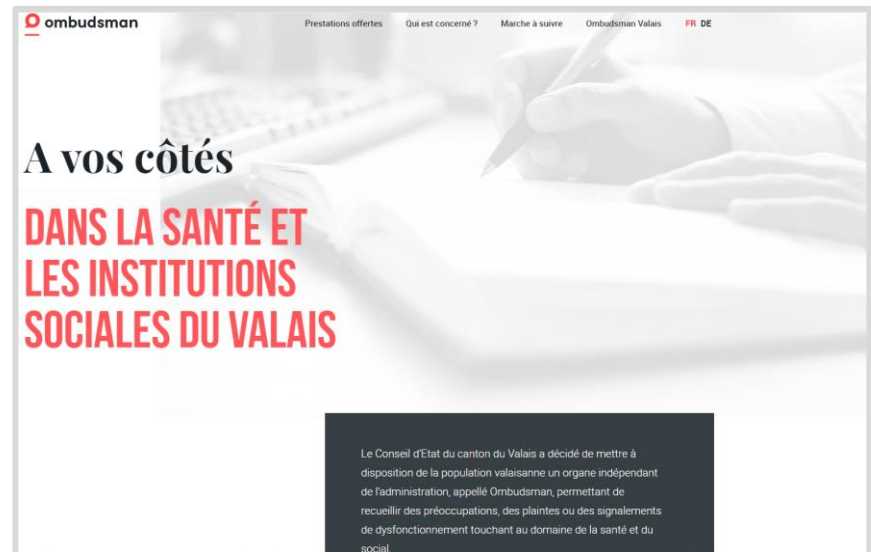 ombudsman
Prestations offertes Qui est concerné ? Marche à suivre Ombudsman Valais FR DE
A vos côtés
DANS LA SANTÉ ET
LES INSTITUTIONS
SOCIALES DU VALAIS
Le Conseil d'Etat du canton du Valais a décidé de mettre à
disposition de la population valaisanne un organe indépendant
de l'administration, appellé Ombudsman, permettant de
recueillir des préoccupations, des plaintes ou des signalements
de dysfonctionnement touchant au domaine de la santé et du
social